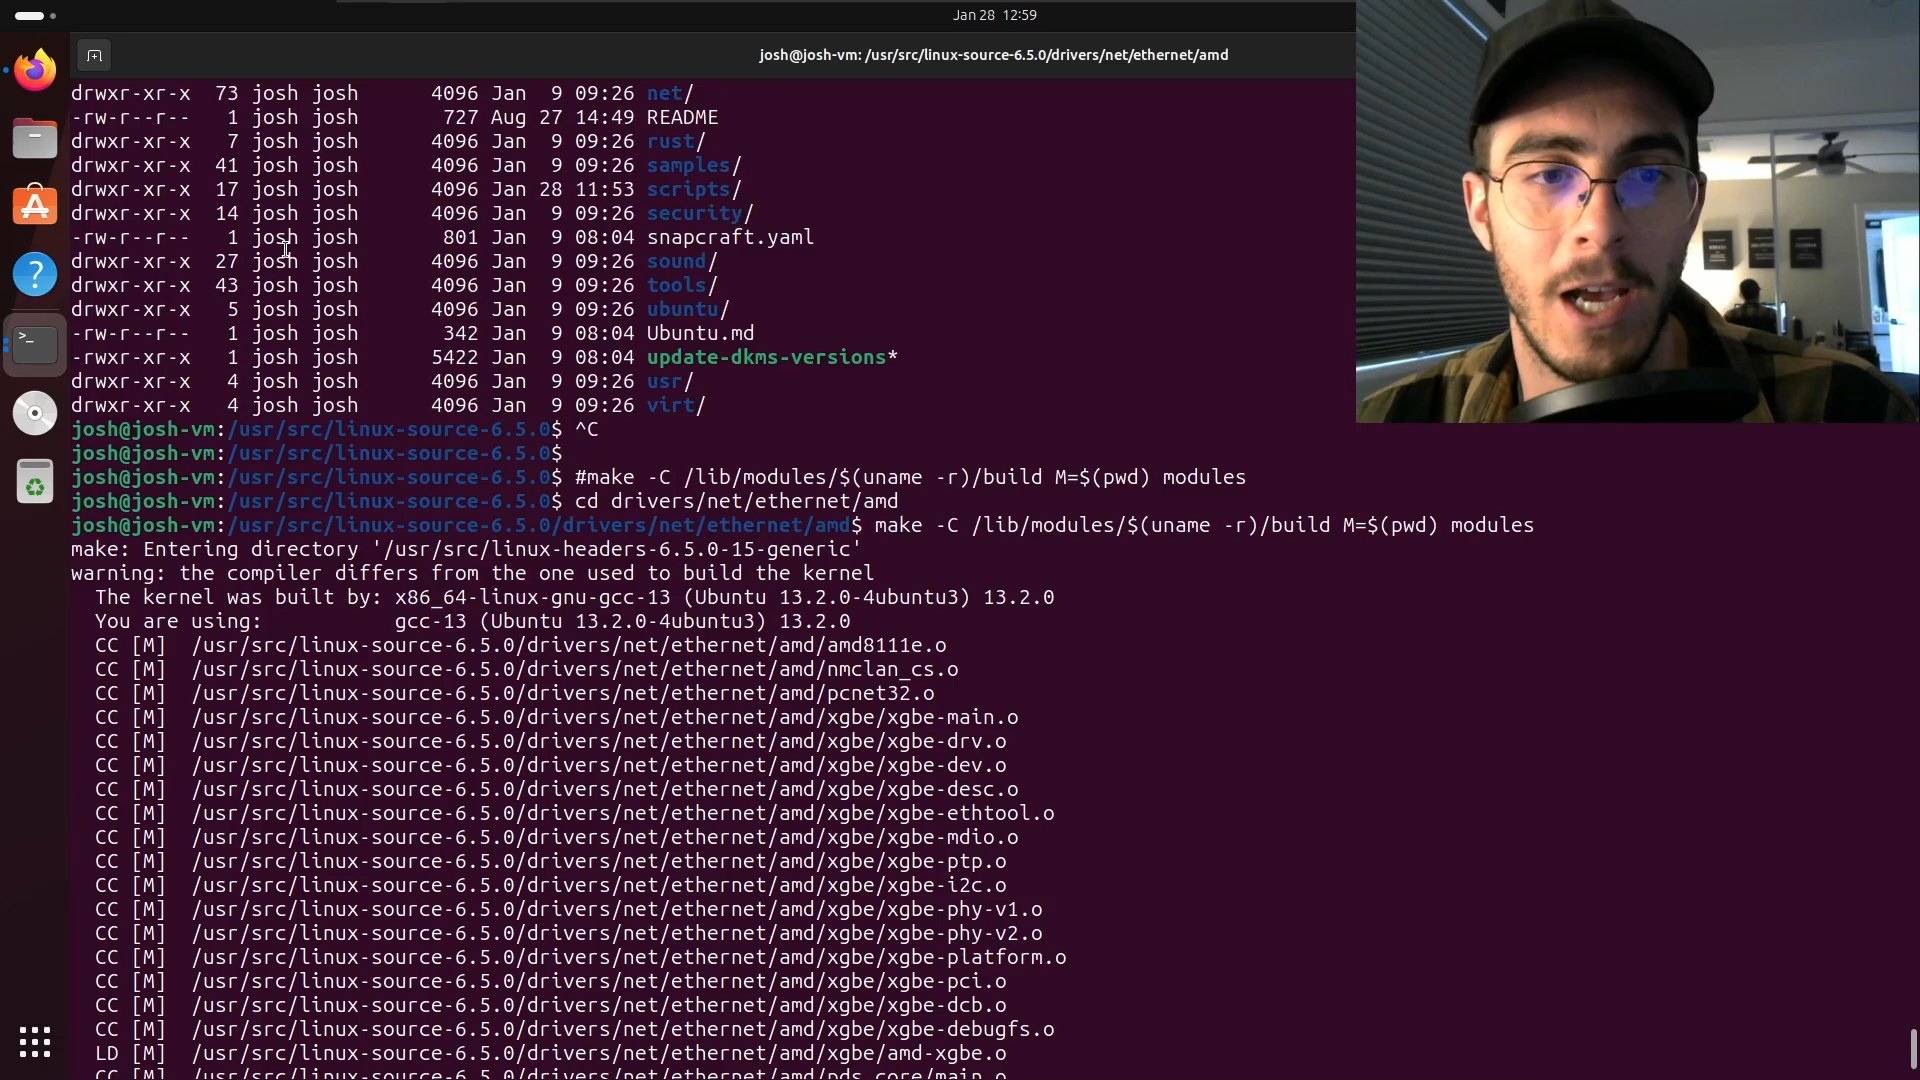 Jan 28 12:59
josh@josh-vm: /usr/src/linux-source-6.5.0/drivers/net/ethernet/amd
drwxr-xr-x 73 josh josh 4096 Jan 9 09:26 net/
-rw-r--r-- 1 josh josh 727 Aug 27 14:49 README
drwxr-xr-x 7 josh josh 4096 Jan 9 09:26 rust/
drwxr-xr-x 41 josh josh 4096 Jan 9 09:26 samples/
drwxr-xr-x 17 josh josh 4096 Jan 28 11:53 scripts/
drwxr-xr-x 14 josh josh 4096 Jan 9 09:26 security/
-rw-r--r-- 1 josh josh 801 Jan 9 08:04 snapcraft.yaml
drwxr-xr-x 27 josh josh 4096 Jan 9 09:26 sound/
drwxr-xr-x 43 josh josh 4096 Jan 9 09:26 tools/
drwxr-xr-x 5 josh josh 4096 Jan 9 09:26 ubuntu/
-rw-r--r-- 1 josh josh 342 Jan 9 08:04 Ubuntu.md
-rwxr-xr-x 1 josh josh 5422 Jan 9 08:04 update-dkms-versions*
drwxr-xr-x 4 josh josh 4096 Jan 9 09:26 usr/
drwxr-xr-x 4 josh josh 4096 Jan 9 09:26 virt/
josh@josh-vm:/usr/src/linux-source-6.5.0$ ^C
josh@josh-vm:/usr/src/linux-source-6.5.0$
josh@josh-vm:/usr/src/linux-source-6.5.0$ #make -C /lib/modules/$(uname -r)/build M=$(pwd) modules
josh@josh-vm:/usr/src/linux-source-6.5.0$ cd drivers/net/ethernet/amd
josh@josh-vm:/usr/src/linux-source-6.5.0/drivers/net/ethernet/amd$ make -C /lib/modules/$(uname -r)/build M=$(pwd) modules
make: Entering directory '/usr/src/linux-headers-6.5.0-15-generic'
warning: the compiler differs from the one used to build the kernel
The kernel was built by: x86_64-linux-gnu-gcc-13 (Ubuntu 13.2.0-4ubuntu3) 13.2.0
You are using: gcc-13 (Ubuntu 13.2.0-4ubuntu3) 13.2.0
CC [M] /usr/src/linux-source-6.5.0/drivers/net/ethernet/amd/amd8111e.o
CC [M] /usr/src/linux-source-6.5.0/drivers/net/ethernet/amd/nmclan_cs.o
CC [M] /usr/src/linux-source-6.5.0/drivers/net/ethernet/amd/pcnet32.o
CC [M] /usr/src/linux-source-6.5.0/drivers/net/ethernet/amd/xgbe/xgbe-main.o
CC [M] /usr/src/linux-source-6.5.0/drivers/net/ethernet/amd/xgbe/xgbe-drv.o
CC [M] /usr/src/linux-source-6.5.0/drivers/net/ethernet/amd/xgbe/xgbe-dev.o
CC [M] /usr/src/linux-source-6.5.0/drivers/net/ethernet/amd/xgbe/xgbe-desc.o
CC [M] /usr/src/linux-source-6.5.0/drivers/net/ethernet/amd/xgbe/xgbe-ethtool.o
CC [M] /usr/src/linux-source-6.5.0/drivers/net/ethernet/amd/xgbe/xgbe-mdio.o
CC [M] /usr/src/linux-source-6.5.0/drivers/net/ethernet/amd/xgbe/xgbe-ptp.o
CC [M] /usr/src/linux-source-6.5.0/drivers/net/ethernet/amd/xgbe/xgbe-i2c.o
CC [M] /usr/src/linux-source-6.5.0/drivers/net/ethernet/amd/xgbe/xgbe-phy-v1.o
CC [M] /usr/src/linux-source-6.5.0/drivers/net/ethernet/amd/xgbe/xgbe-phy-v2.o
CC [M] /usr/src/linux-source-6.5.0/drivers/net/ethernet/amd/xgbe/xgbe-platform.o
CC [M] /usr/src/linux-source-6.5.0/drivers/net/ethernet/amd/xgbe/xgbe-pci.o
CC [M] /usr/src/linux-source-6.5.0/drivers/net/ethernet/amd/xgbe/xgbe-dcb.o
CC [M] /usr/src/linux-source-6.5.0/drivers/net/ethernet/amd/xgbe/xgbe-debugfs.o
LD [M] /usr/src/linux-source-6.5.0/drivers/net/ethernet/amd/xgbe/amd-xgbe.o
CC [M] /usr/src/linux-source-6.5.0/drivers/net/ethernet/amd/pds_core/main.o